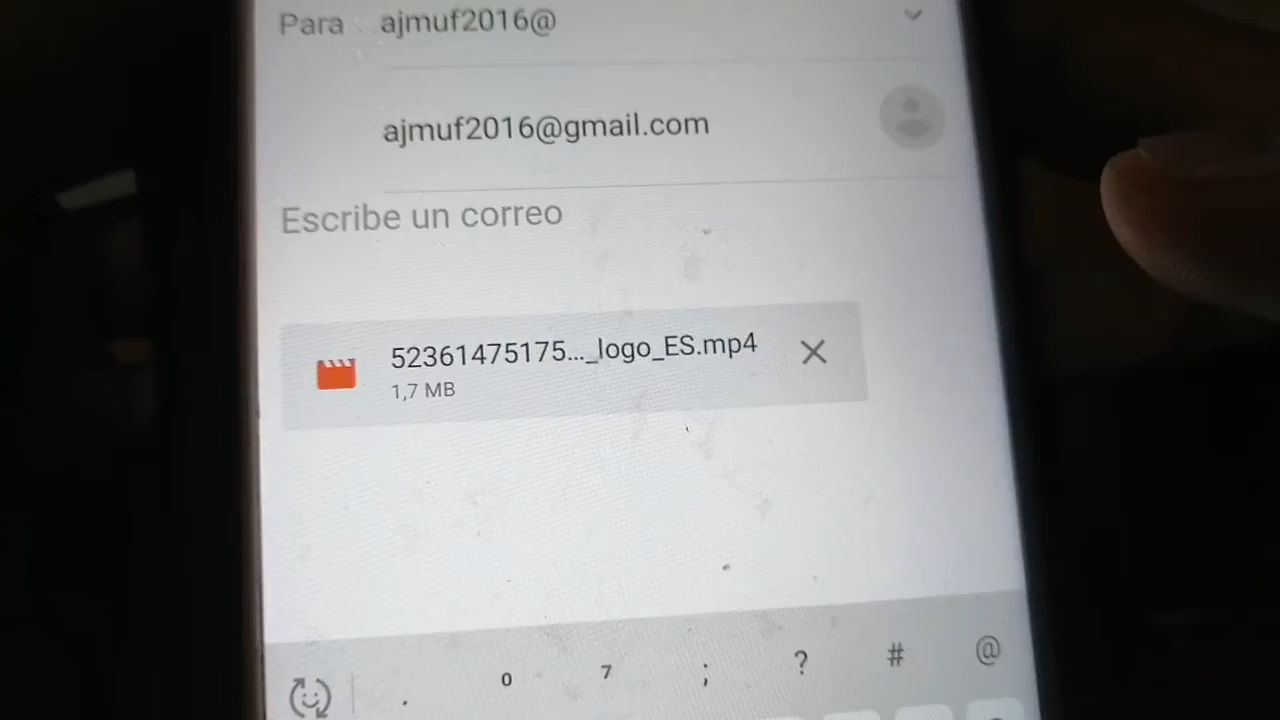 Para ajmuf2016@
ajmuf2016@gmail.com
Escribe un correo
52361475175..._logo_ES.mp4
1,7 MB
. 0 7 ; ? # @